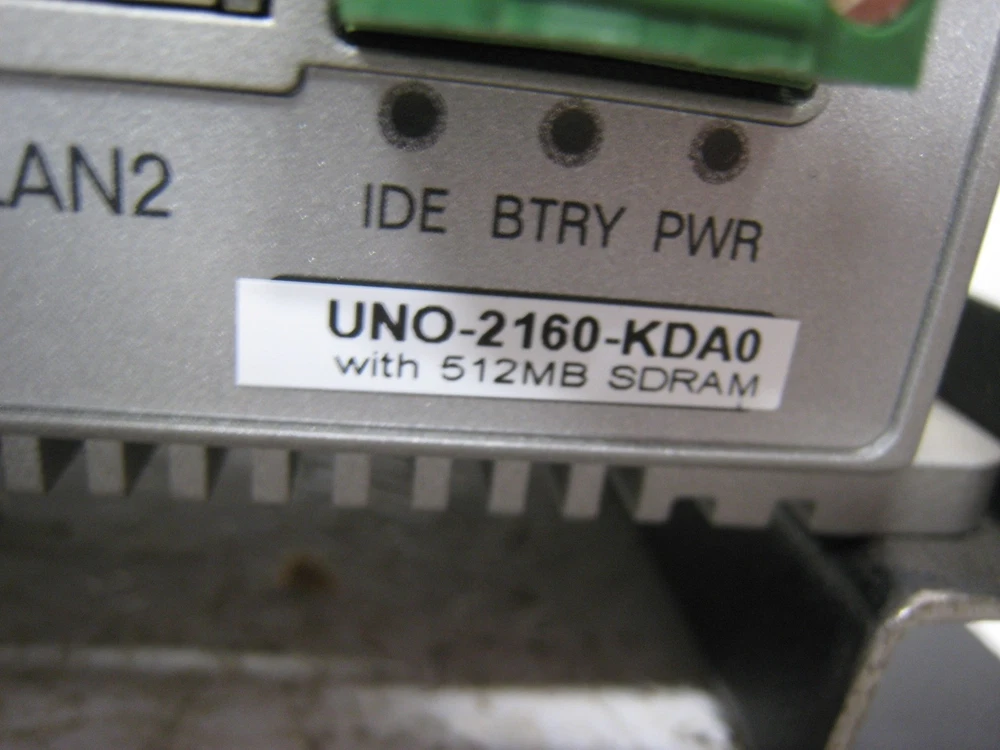 LAN2
IDE BTRY PWR
UNO-2160-KDA0
with 512MB SDRAM